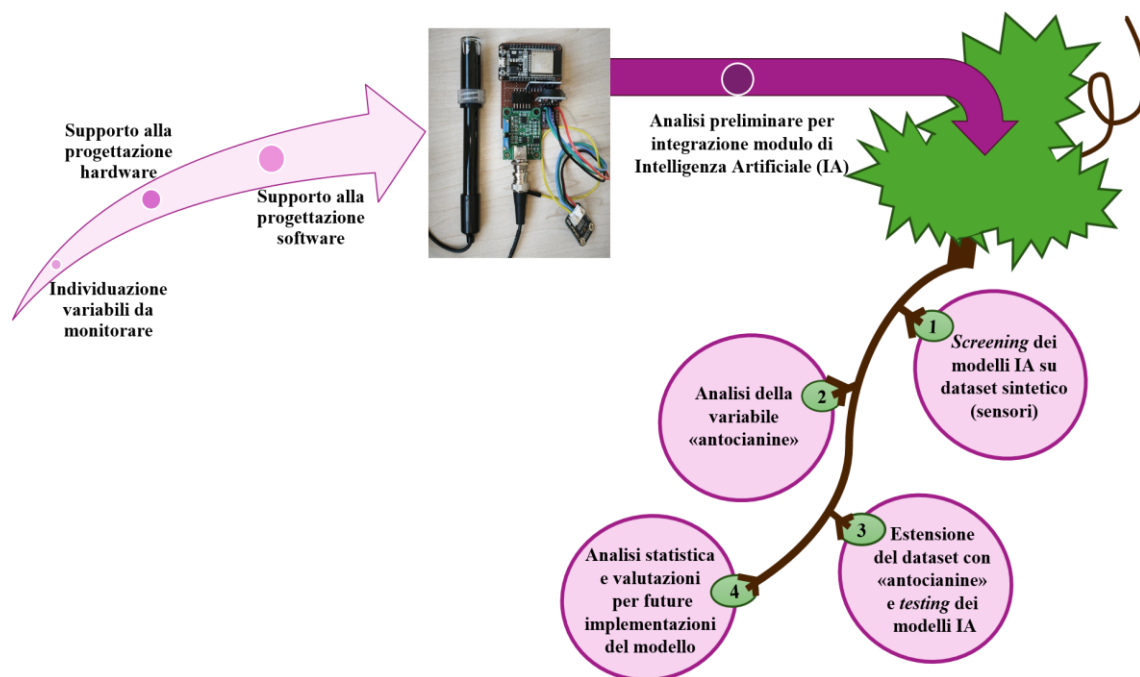 Supporto alla
progettazione
hardware
Supporto alla
progettazione
software
Individuazione
variabili da
monitorare
Analisi preliminare per
integrazione modulo di
Intelligenza Artificiale (IA)
1
Screening dei
modelli IA su
dataset sintetico
(sensori)
2
Analisi della
variabile
«antocianine»
3
Estensione
del dataset con
«antocianine»
e testing dei
modelli IA
4
Analisi statistica
e valutazioni
per future
implementazioni
del modello